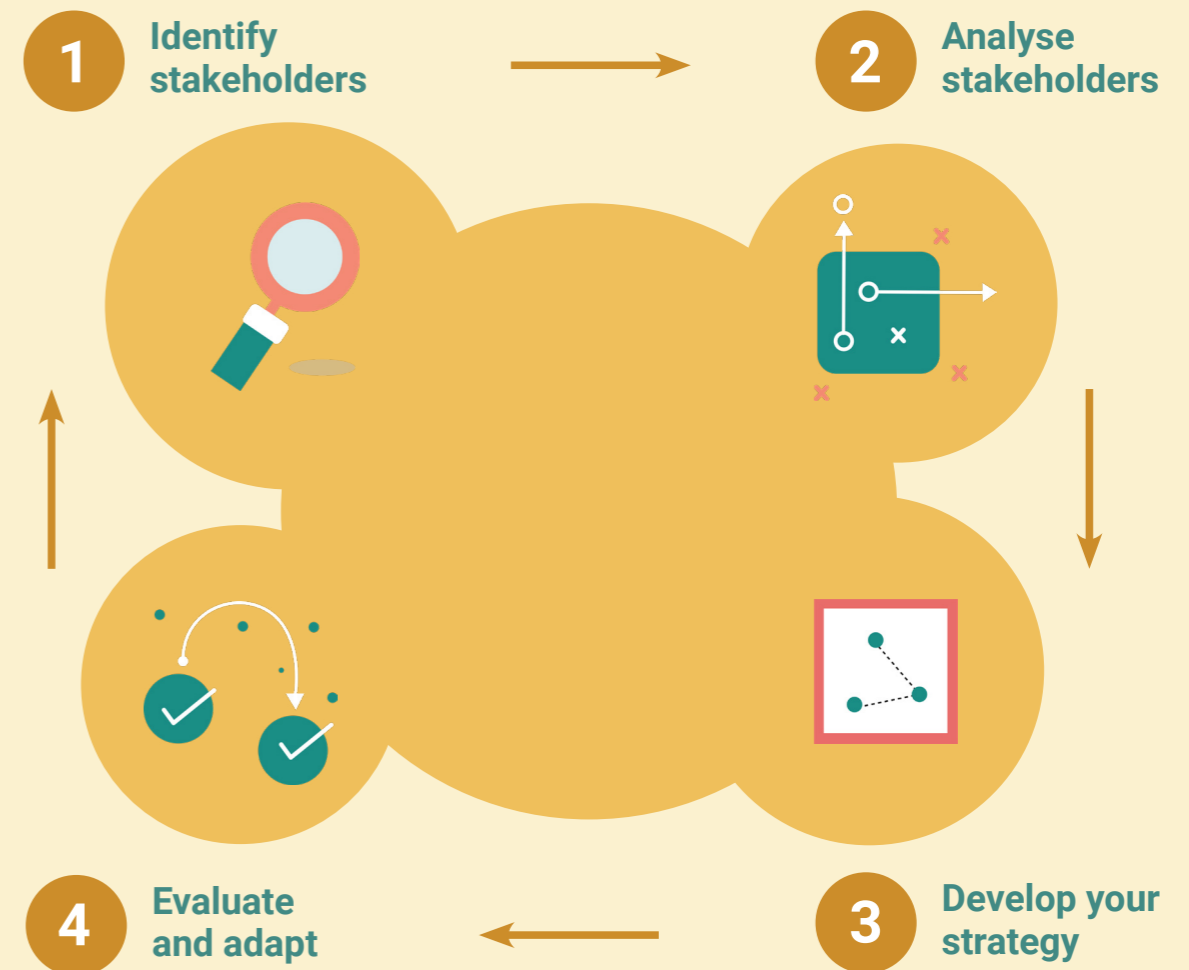 1
Identify
stakeholders
2
Analyse
stakeholders
3
Develop your
strategy
4
Evaluate
and adapt